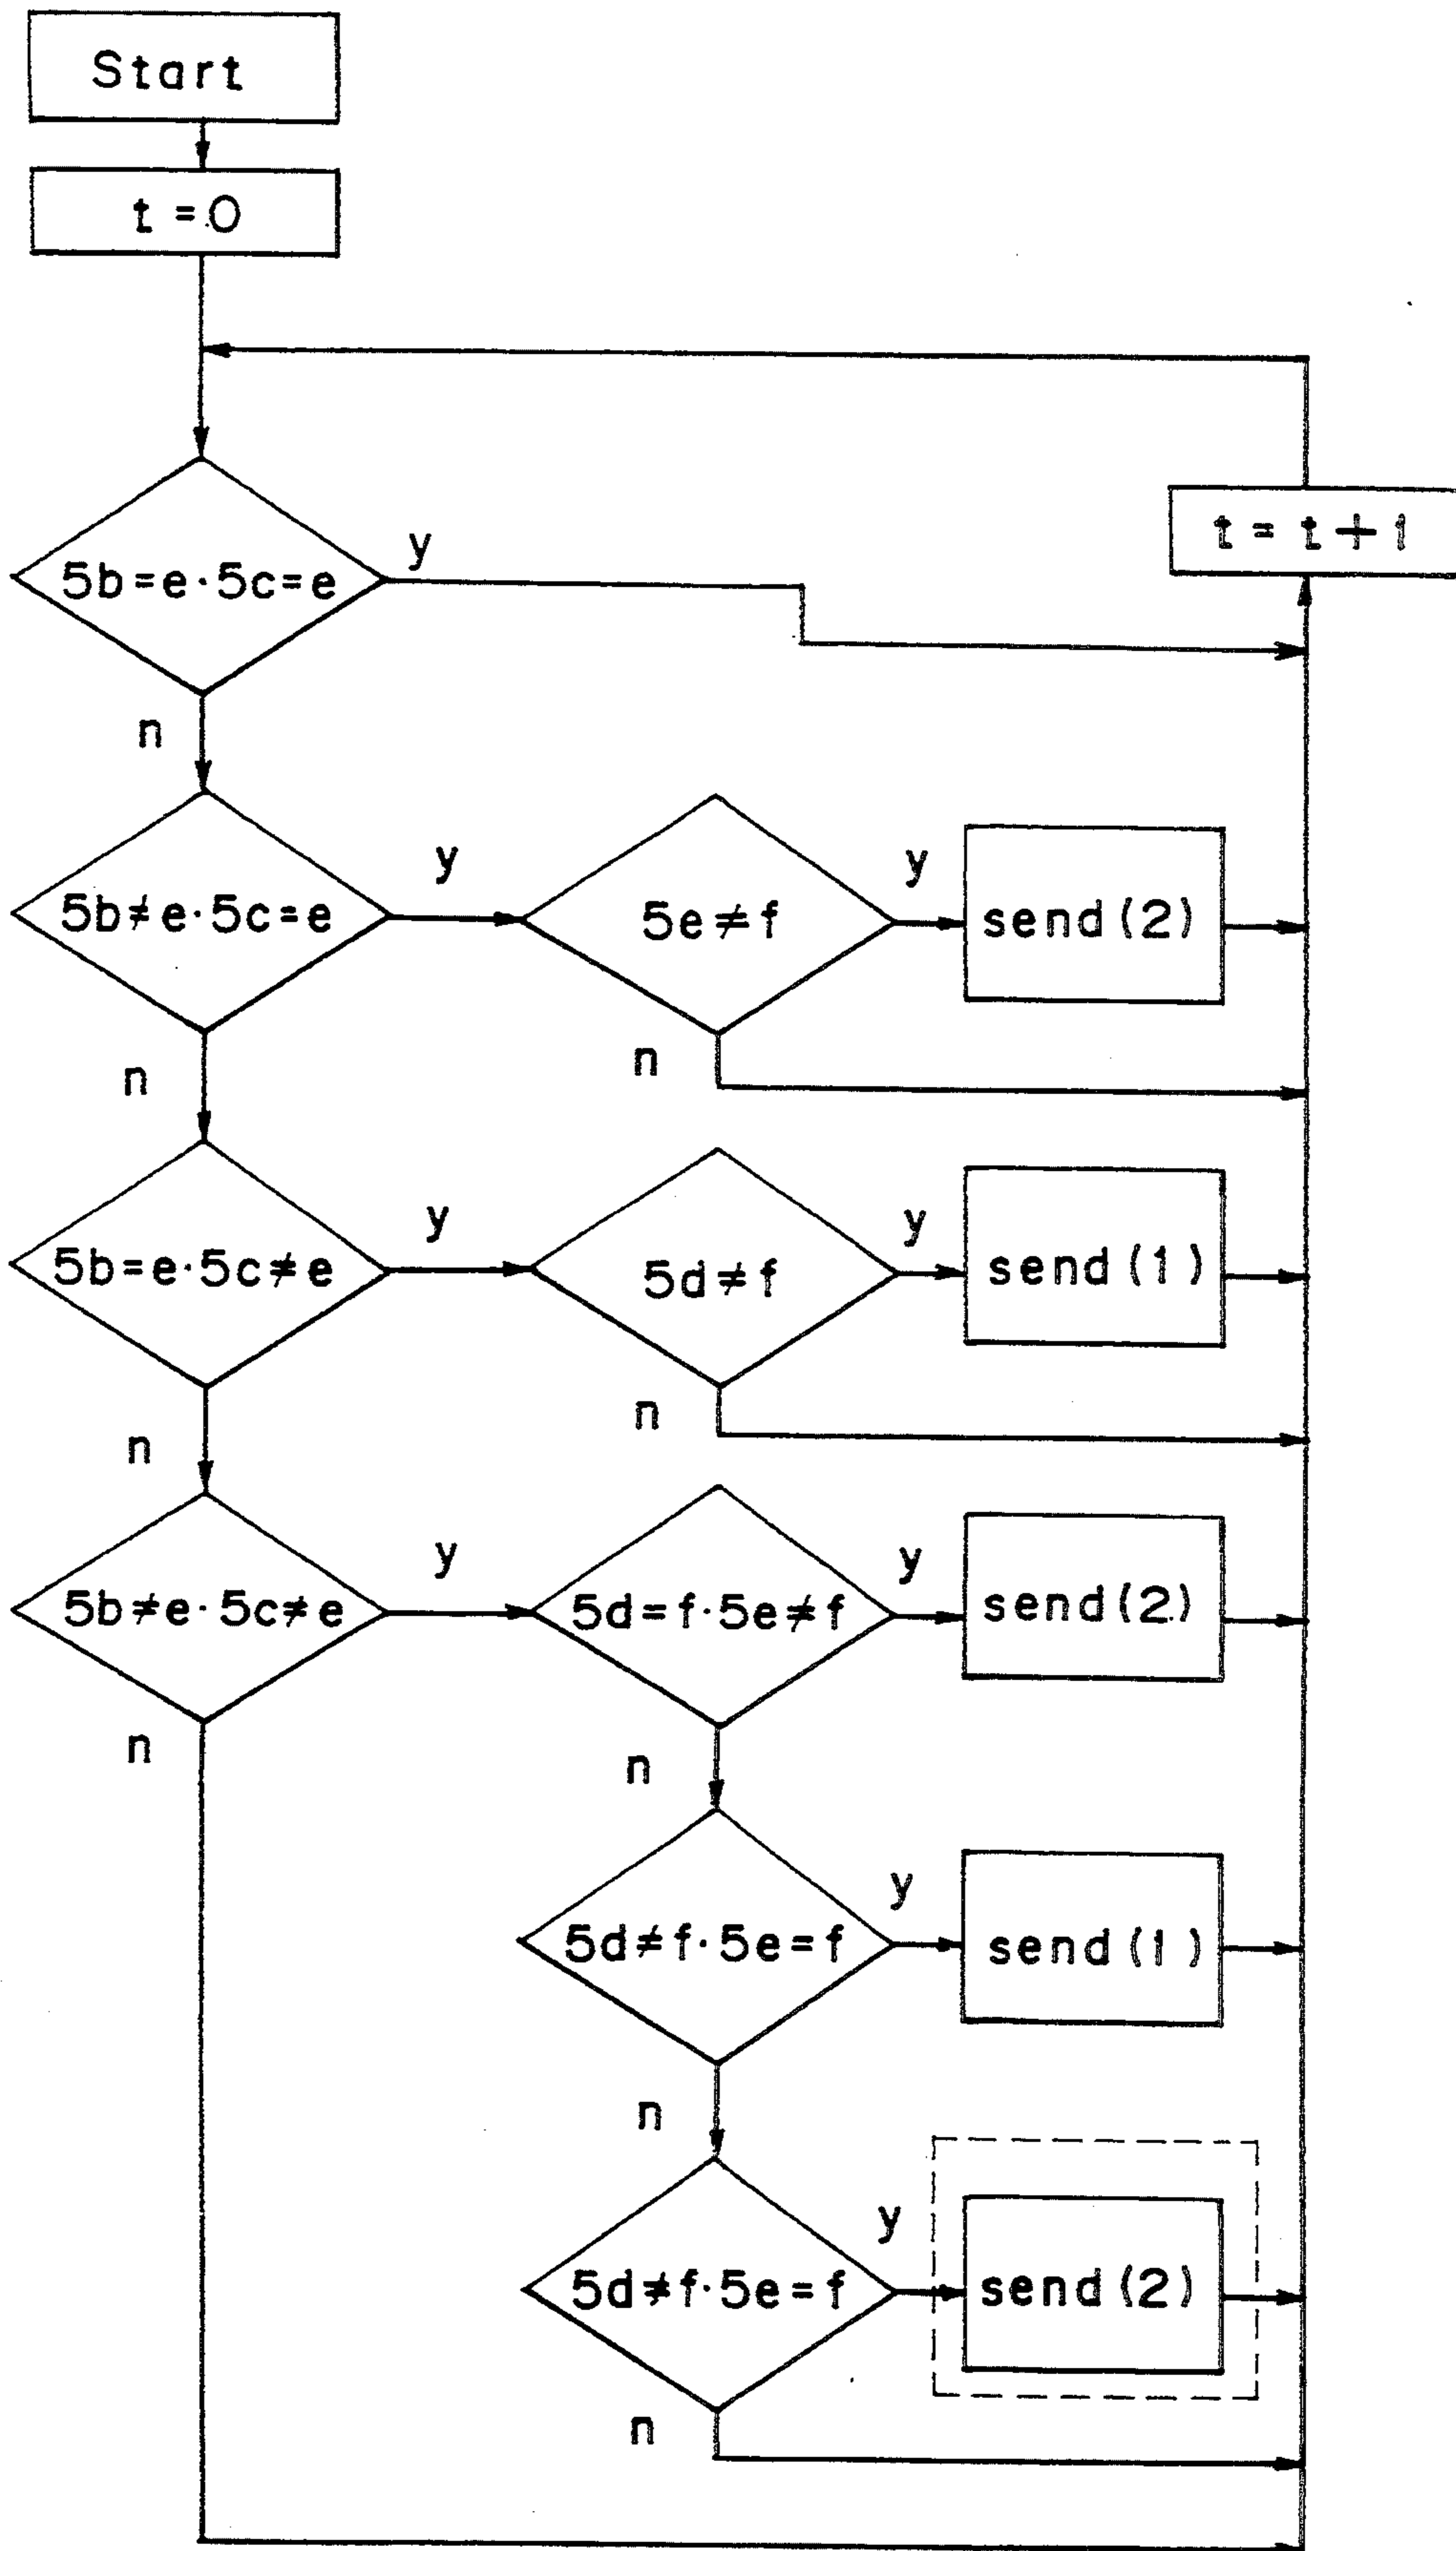 Start
t = 0
t = t + 1
5b=e·5c=e
y
n
5b≠e·5c=e
y
5e≠f
y
send(2)
n
n
5b=e·5c≠e
y
5d≠f
y
send(1)
n
n
5b≠e·5c≠e
y
5d=f·5e≠f
y
send(2)
n
n
5d≠f·5e=f
y
send(1)
n
5d≠f·5e=f
y
send(2)
n